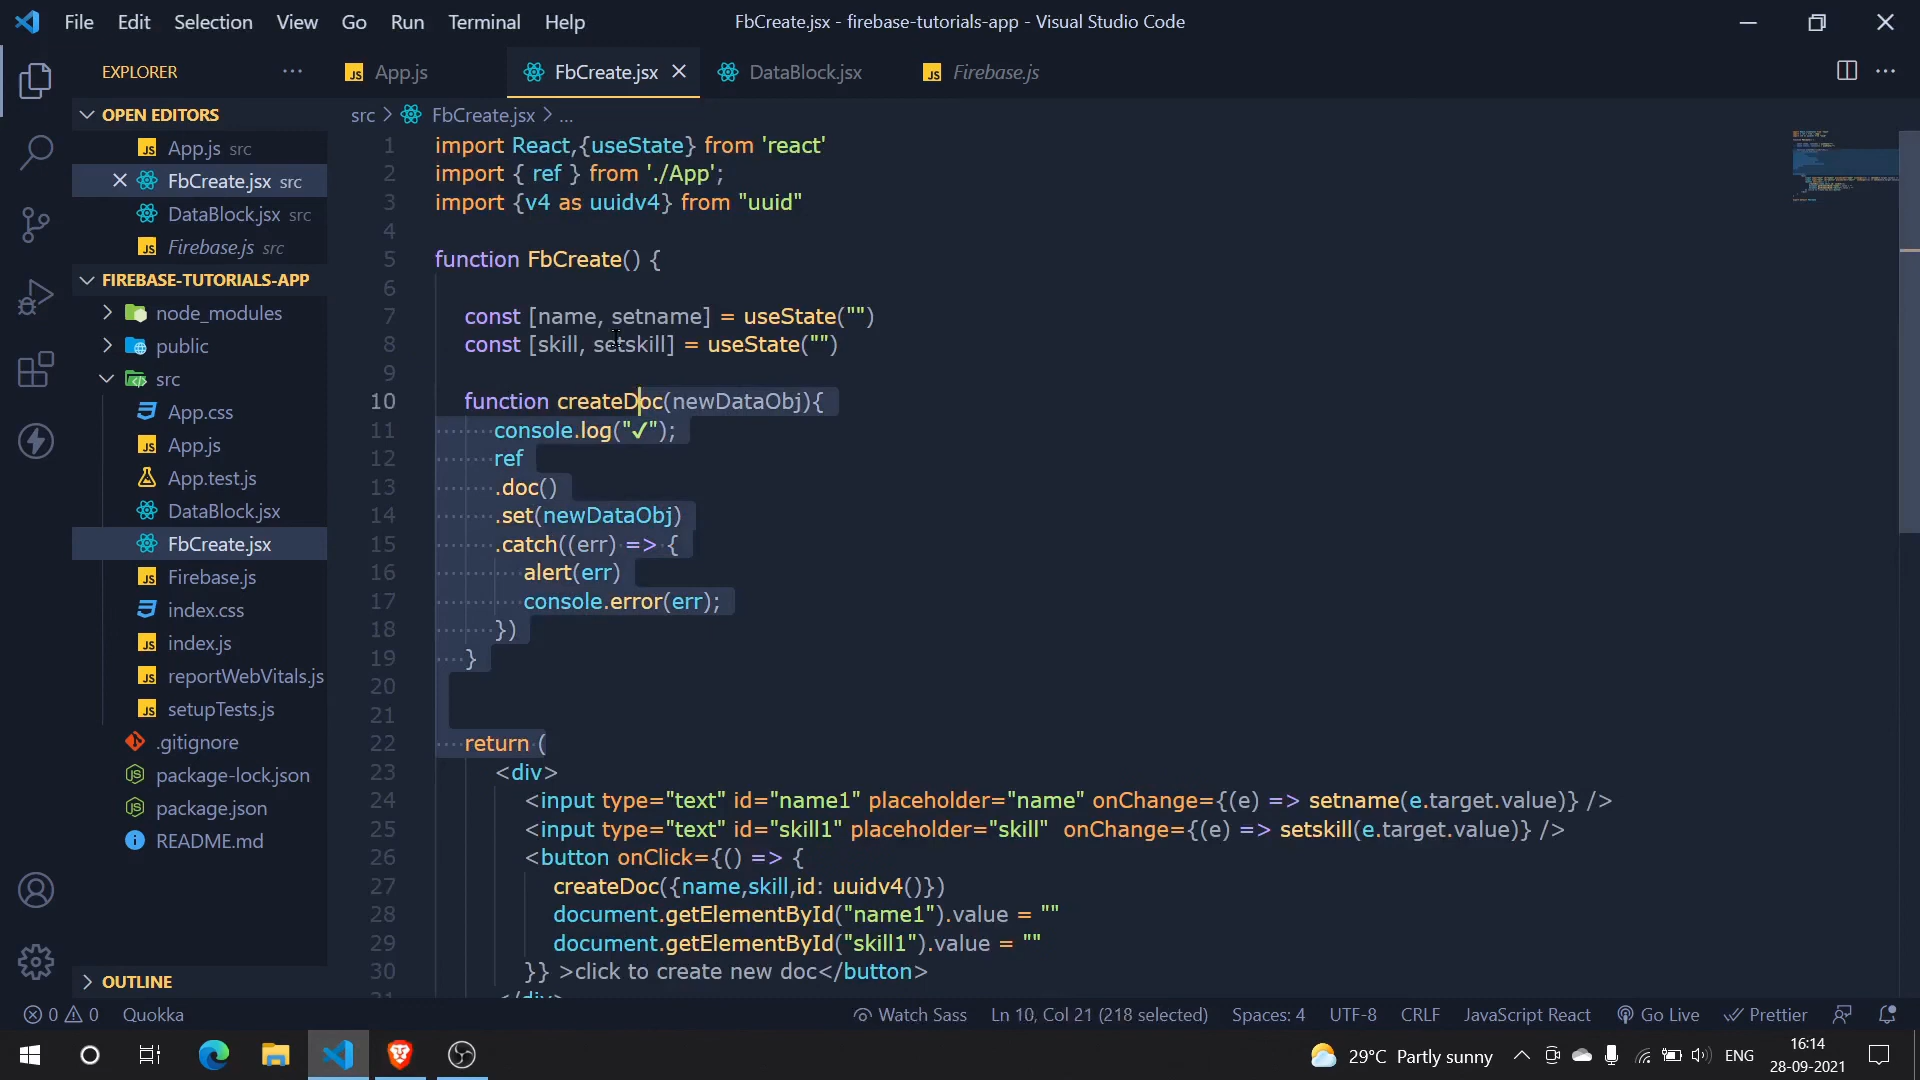 File Edit Selection View Go Run Terminal Help
FbCreate.jsx - firebase-tutorials-app - Visual Studio Code
EXPLORER
App.js
FbCreate.jsx
DataBlock.jsx
Firebase.js
OPEN EDITORS
App.js src
FbCreate.jsx src
DataBlock.jsx src
Firebase.js src
FIREBASE-TUTORIALS-APP
node_modules
public
src
App.css
App.js
App.test.js
DataBlock.jsx
FbCreate.jsx
Firebase.js
index.css
index.js
reportWebVitals.js
setupTests.js
.gitignore
package-lock.json
package.json
README.md
OUTLINE
src > FbCreate.jsx > ...
1 import React,{useState} from 'react'
2 import { ref } from './App';
3 import {v4 as uuidv4} from "uuid"
4
5 function FbCreate() {
6
7 const [name, setname] = useState("")
8 const [skill, setskill] = useState("")
9
10 function createDoc(newDataObj){
11 console.log("✓");
12 ref
13 .doc()
14 .set(newDataObj)
15 .catch((err) => {
16 alert(err)
17 console.error(err);
18 })
19 }
20
21
22 return (
23 <div>
24 <input type="text" id="name1" placeholder="name" onChange={(e) => setname(e.target.value)} />
25 <input type="text" id="skill1" placeholder="skill"  onChange={(e) => setskill(e.target.value)} />
26 <button onClick={() => {
27 createDoc({name,skill,id: uuidv4()})
28 document.getElementById("name1").value = ""
29 document.getElementById("skill1").value = ""
30 }} >click to create new doc</button>
0 0 Quokka
Watch Sass
Ln 10, Col 21 (218 selected)
Spaces: 4
UTF-8
CRLF
JavaScript React
Go Live
Prettier
29°C Partly sunny
ENG
16:14
28-09-2021